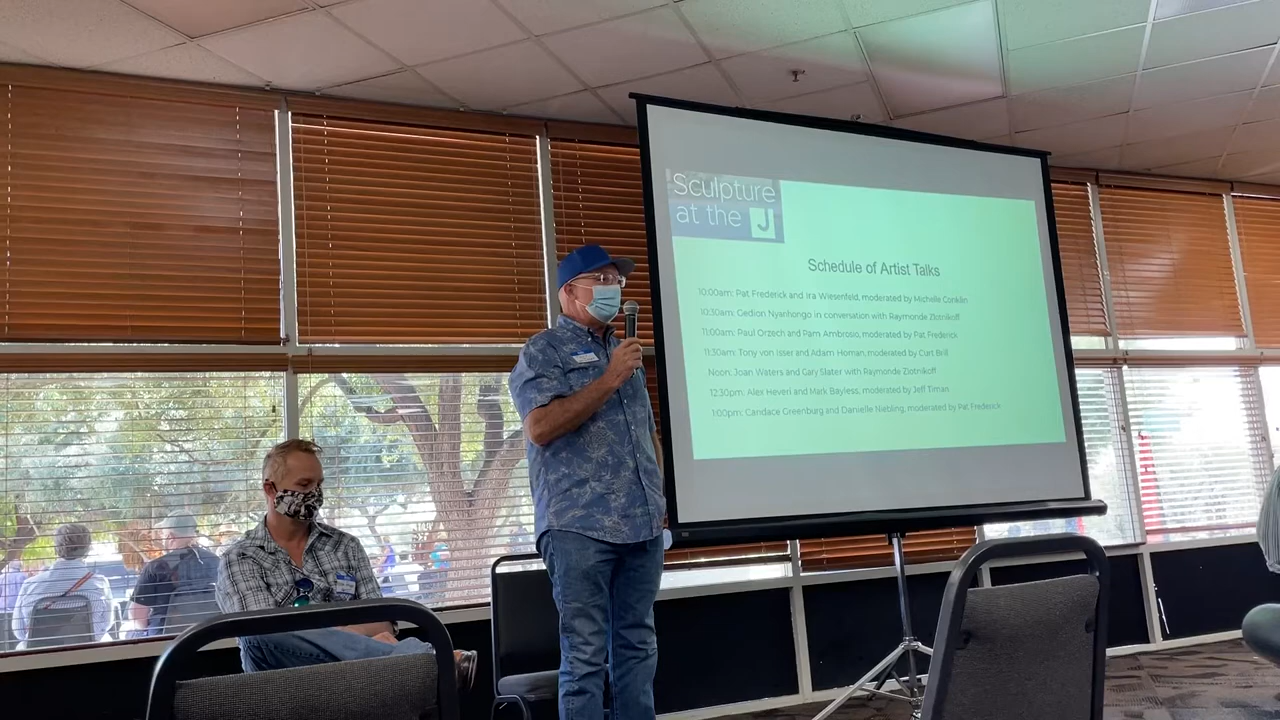 Sculpture
at the J
Schedule of Artist Talks
10:00am: Pat Frederick and Ira Wiesenfeld, moderated by Michelle Conklin
10:30am: Gedion Nyanhongo in conversation with Raymonde Zlotnikoff
11:00am: Paul Orzech and Pam Ambrosio, moderated by Pat Frederick
11:30am: Tony von Isser and Adam Homan, moderated by Curt Brill
Noon: Joan Waters and Gary Slater with Raymonde Zlotnikoff
12:30pm: Alex Heveri and Mark Bayless, moderated by Jeff Timan
1:00pm: Candace Greenburg and Danielle Niebling, moderated by Pat Frederick